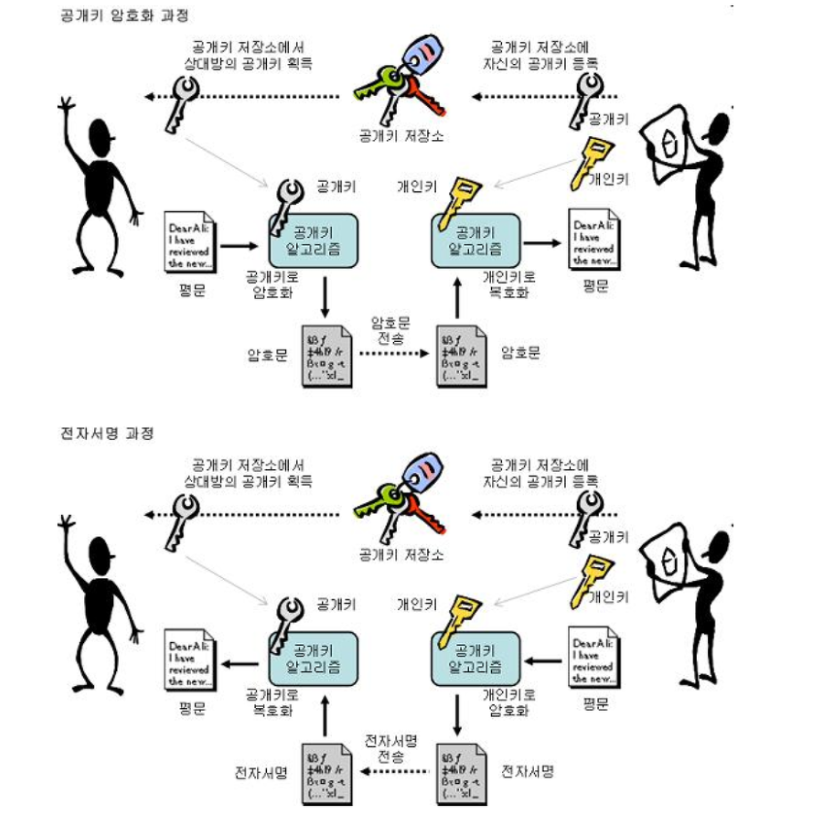 공개키 암호화 과정
공개키 저장소에서
상대방의 공개키 획득
공개키 저장소에
자신의 공개키 등록
공개키 저장소
공개키
개인키
공개키
개인키
DearAli:
I have
reviewed
the new...
공개키
알고리즘
공개키
알고리즘
DearAli:
I have
reviewed
the new...
평문
공개키로
암호화
개인키로
복호화
평문
암호문
암호문
전송
암호문
전자서명 과정
공개키 저장소에서
상대방의 공개키 획득
공개키 저장소에
자신의 공개키 등록
공개키 저장소
공개키
개인키
공개키
개인키
DearAli:
I have
reviewed
the new...
공개키
알고리즘
공개키
알고리즘
DearAli:
I have
reviewed
the new...
평문
공개키로
복호화
개인키로
암호화
평문
전자서명
전자서명
전송
전자서명